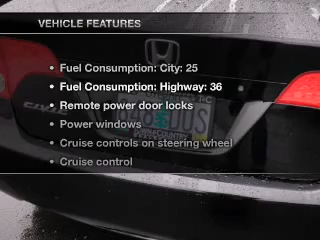 VEHICLE FEATURES
• Fuel Consumption: City: 25
• Fuel Consumption: Highway: 36
• Remote power door locks
• Power windows
• Cruise controls on steering wheel
• Cruise control
CIVIC